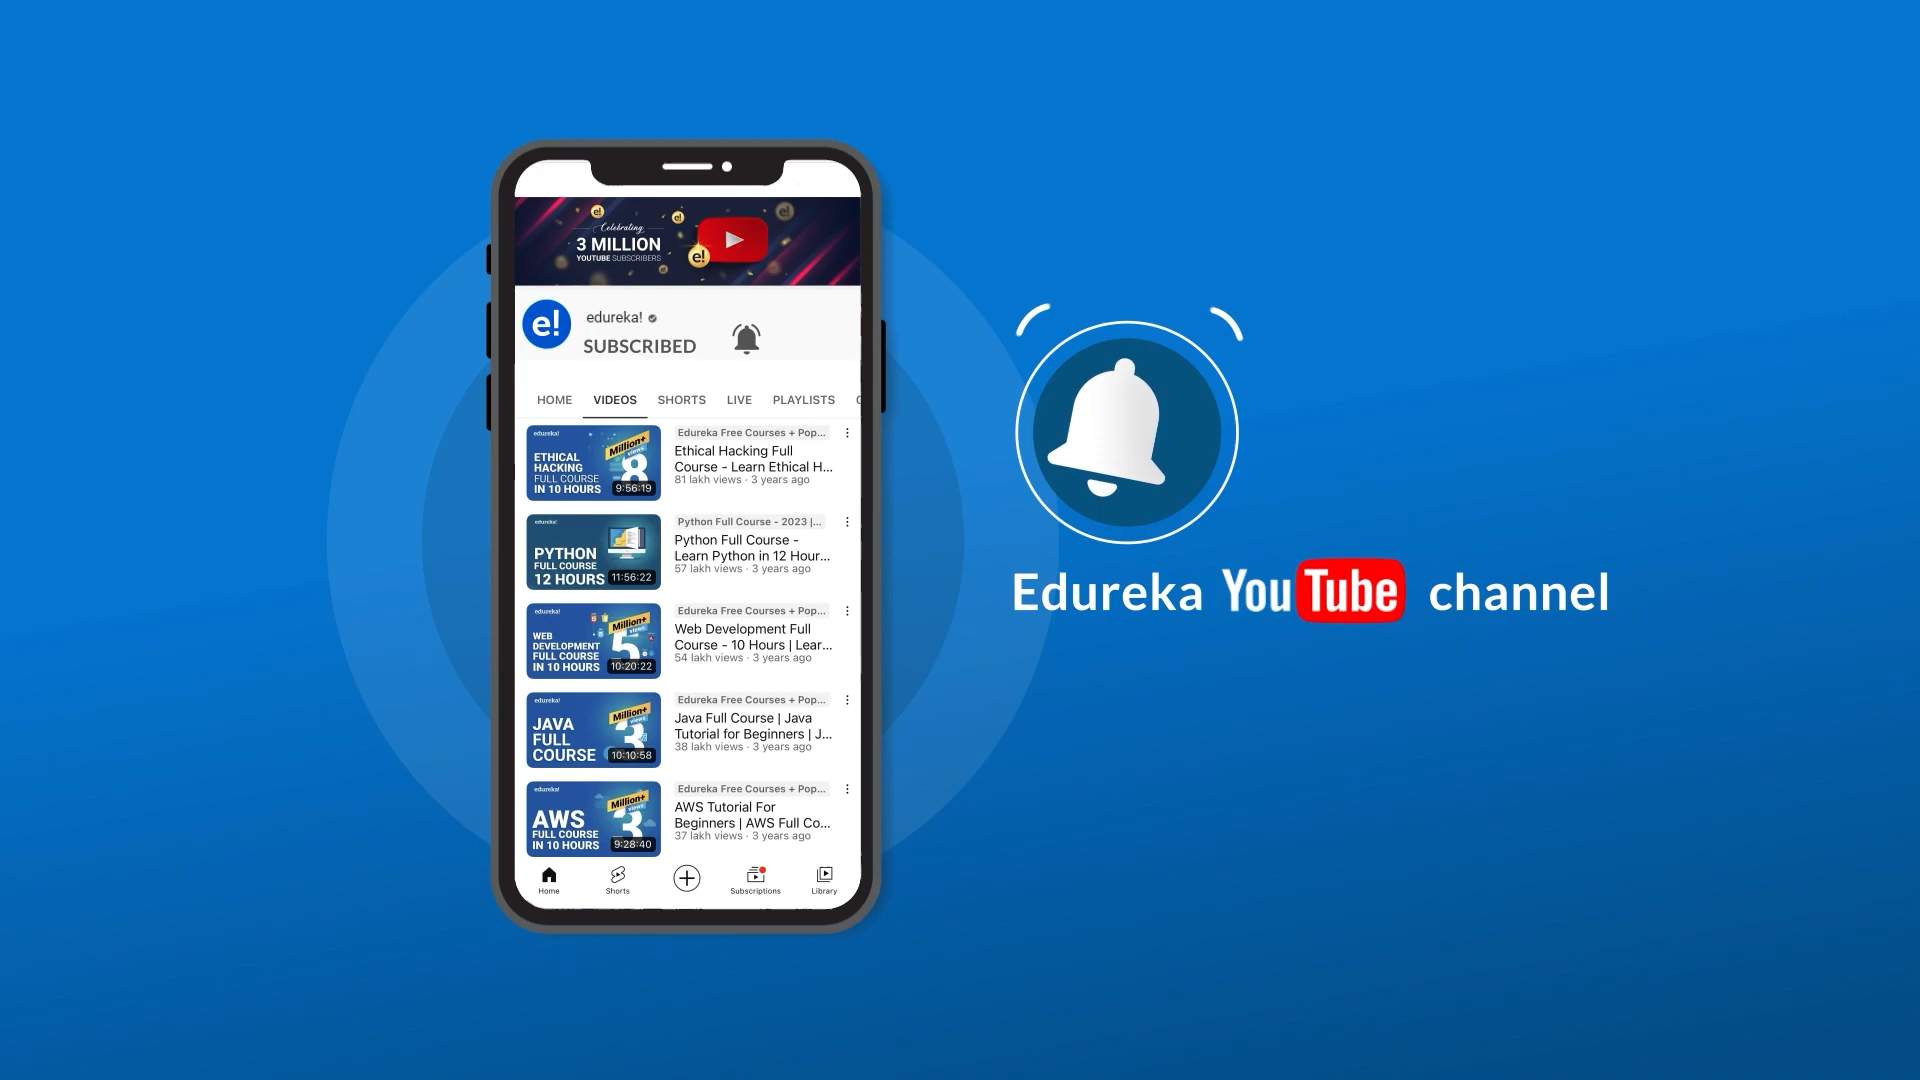 Celebrating
3 MILLION
YOUTUBE SUBSCRIBERS
e!
e!
e!
e!
e!
edureka!
SUBSCRIBED
HOME VIDEOS SHORTS LIVE PLAYLISTS
edureka!
Million+
views
8
ETHICAL
HACKING
FULL COURSE
IN 10 HOURS
9:56:19
Edureka Free Courses + Pop...
Ethical Hacking Full
Course - Learn Ethical H...
81 lakh views · 3 years ago
edureka!
PYTHON
FULL COURSE
12 HOURS
11:56:22
Python Full Course - 2023 |...
Python Full Course -
Learn Python in 12 Hour...
57 lakh views · 3 years ago
edureka!
Million+
views
5
WEB
DEVELOPMENT
FULL COURSE
IN 10 HOURS
10:20:22
Edureka Free Courses + Pop...
Web Development Full
Course - 10 Hours | Lear...
54 lakh views · 3 years ago
edureka!
Million+
views
3
JAVA
FULL
COURSE
10:10:58
Edureka Free Courses + Pop...
Java Full Course | Java
Tutorial for Beginners | J...
38 lakh views · 3 years ago
edureka!
Million+
views
3
AWS
FULL COURSE
IN 10 HOURS
9:28:40
Edureka Free Courses + Pop...
AWS Tutorial For
Beginners | AWS Full Co...
37 lakh views · 3 years ago
Home Shorts Subscriptions Library
Edureka YouTube channel